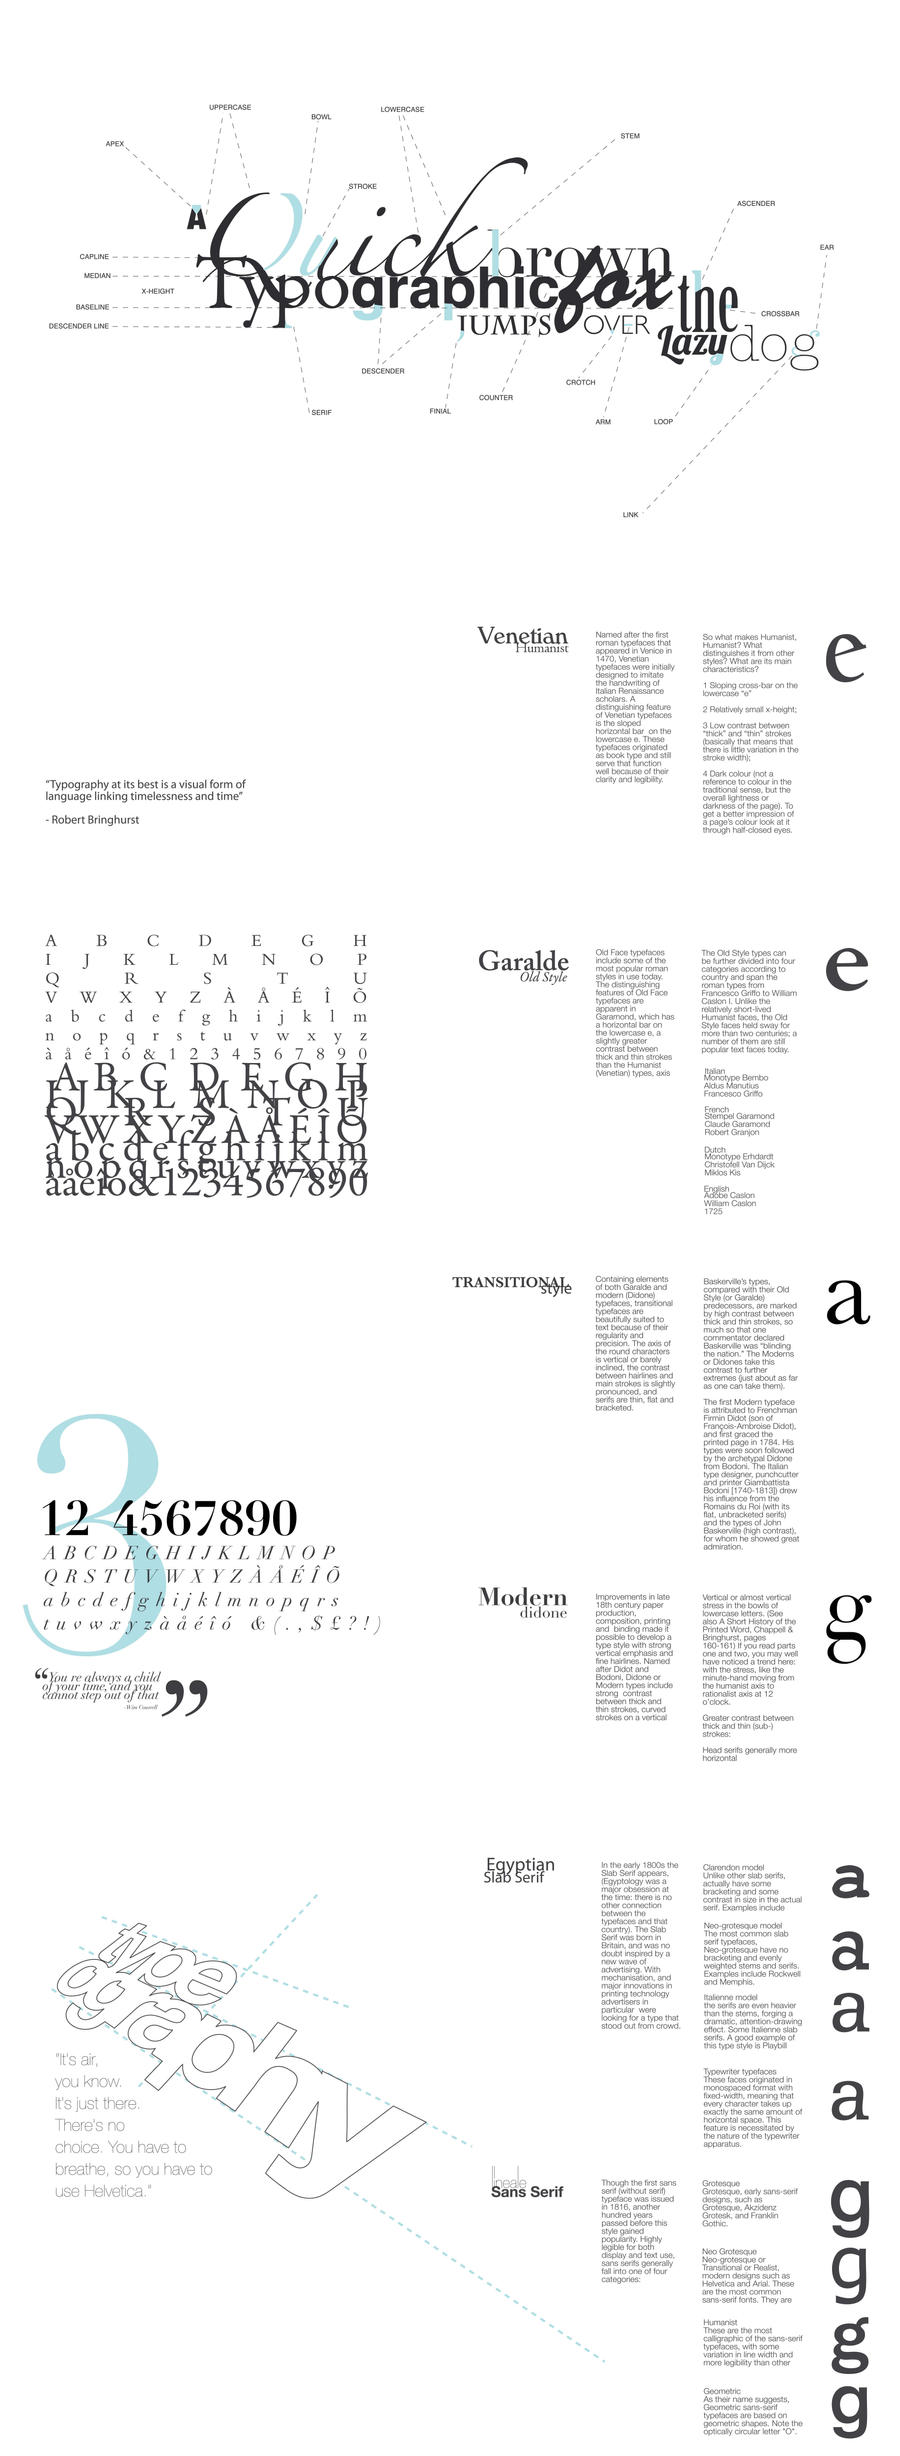 UPPERCASE
BOWL
LOWERCASE
APEX
STEM
STROKE
ASCENDER
EAR
CAPLINE
MEDIAN
X-HEIGHT
BASELINE
DESCENDER LINE
A Quick brown
Typographic fox the
JUMPS OVER Lazy dog
CROSSBAR
DESCENDER
CROTCH
COUNTER
SERIF
FINIAL
ARM
LOOP
LINK
Venetian
Humanist
Named after the first
roman typefaces that
appeared in Venice in
1470, Venetian
typefaces were initially
designed to imitate
the handwriting of
Italian Renaissance
scholars. A
distinguishing feature
of Venetian typefaces
is the sloped
horizontal bar on the
lowercase e. These
typefaces originated
as book type and still
serve that function
well because of their
clarity and legibility.
So what makes Humanist,
Humanist? What
distinguishes it from other
styles? What are its main
characteristics?
1 Sloping cross-bar on the
lowercase “e”
2 Relatively small x-height;
3 Low contrast between
“thick” and “thin” strokes
(basically that means that
there is little variation in the
stroke width);
4 Dark colour (not a
reference to colour in the
traditional sense, but the
overall lightness or
darkness of the page). To
get a better impression of
a page's colour look at it
through half-closed eyes.
e
“Typography at its best is a visual form of
language linking timelessness and time”
- Robert Bringhurst
A B C D E G H
I J K L M N O P
Q R S T U
V W X Y Z À Å É Î Õ
a b c d e f g h i j k l m
n o p q r s t u v w x y z
à å é î ó & 1 2 3 4 5 6 7 8 9 0
A B C D E G H
I J K L M N O P
Q R S T U
V W X Y Z À Å É Î Õ
a b c d e f g h i j k l m
n o p q r s t u v w x y z
à å é î ó & 1 2 3 4 5 6 7 8 9 0
Garalde
Old Style
Old Face typefaces
include some of the
most popular roman
styles in use today.
The distinguishing
features of Old Face
typefaces are
apparent in
Garamond, which has
a horizontal bar on
the lowercase e, a
slightly greater
contrast between
thick and thin strokes
than the Humanist
(Venetian) types, axis
The Old Style types can
be further divided into four
categories according to
country and span the
roman types from
Francesco Griffo to William
Caslon I. Unlike the
relatively short-lived
Humanist faces, the Old
Style faces held sway for
more than two centuries; a
number of them are still
popular text faces today.
Italian
Monotype Bembo
Aldus Manutius
Francesco Griffo
French
Stempel Garamond
Claude Garamond
Robert Granjon
Dutch
Monotype Erhdardt
Christofell Van Dijck
Miklos Kis
English
Adobe Caslon
William Caslon
1725
e
TRANSITIONAL
style
Containing elements
of both Garalde and
modern (Didone)
typefaces, transitional
typefaces are
beautifully suited to
text because of their
regularity and
precision. The axis of
the round characters
is vertical or barely
inclined, the contrast
between hairlines and
main strokes is slightly
pronounced, and
serifs are thin, flat and
bracketed.
Baskerville's types,
compared with their Old
Style (or Garalde)
predecessors, are marked
by high contrast between
thick and thin strokes, so
much so that one
commentator declared
Baskerville was “blinding
the nation.” The Moderns
or Didones take this
contrast to further
extremes (just about as far
as one can take them).
The first Modern typeface
is attributed to Frenchman
Firmin Didot (son of
François-Ambroise Didot),
and first graced the
printed page in 1784. His
types were soon followed
by the archetypal Didone
from Bodoni. The Italian
type designer, punchcutter
and printer Giambattista
Bodoni [1740-1813]) drew
his influence from the
Romains du Roi (with its
flat, unbracketed serifs)
and the types of John
Baskerville (high contrast),
for whom he showed great
admiration.
a
3
12 4567890
A B C D E G H I J K L M N O P
Q R S T U V W X Y Z À Å É Î Õ
a b c d e f g h i j k l m n o p q r s
t u v w x y z à å é î ó & ( . , $ £ ? ! )
“You re always a child
of your time, and you
cannot step out of that”
Modern
didone
Improvements in late
18th century paper
production,
composition, printing
and binding made it
possible to develop a
type style with strong
vertical emphasis and
fine hairlines. Named
after Didot and
Bodoni, Didone or
Modern types include
strong contrast
between thick and
thin strokes, curved
strokes on a vertical
Vertical or almost vertical
stress in the bowls of
lowercase letters. (See
also A Short History of the
Printed Word, Chappell &
Bringhurst, pages
160-161) If you read parts
one and two, you may well
have noticed a trend here:
with the stress, like the
minute-hand moving from
the humanist axis to
rationalist axis at 12
o'clock.
Greater contrast between
thick and thin (sub-)
strokes:
Head serifs generally more
horizontal
g
Egyptian
Slab Serif
In the early 1800s the
Slab Serif appears,
(Egyptology was a
major obsession at
the time: there is no
other connection
between the
typefaces and that
country). The Slab
Serif was born in
Britain, and was no
doubt inspired by a
new wave of
advertising. With
mechanisation, and
major innovations in
printing technology
advertisers in
particular were
looking for a type that
stood out from crowd.
Clarendon model
Unlike other slab serifs,
actually have some
bracketing and some
contrast in size in the actual
serif. Examples include
a
Neo-grotesque model
The most common slab
serif typefaces,
Neo-grotesque have no
bracketing and evenly
weighted stems and serifs.
Examples include Rockwell
and Memphis.
a
Italienne model
the serifs are even heavier
than the stems, forging a
dramatic, attention-drawing
effect. Some Italienne slab
serifs. A good example of
this type style is Playbill
a
Typewriter typefaces
These faces originated in
monospaced format with
fixed-width, meaning that
every character takes up
exactly the same amount of
horizontal space. This
feature is necessitated by
the nature of the typewriter
apparatus.
a
type
ography
"It's air,
you know.
It's just there.
There's no
choice. You have to
breathe, so you have to
use Helvetica."
lineale
Sans Serif
Though the first sans
serif (without serif)
typeface was issued
in 1816, another
hundred years
passed before this
style gained
popularity. Highly
legible for both
display and text use,
sans serifs generally
fall into one of four
categories:
Grotesque
Grotesque, early sans-serif
designs, such as
Grotesque, Akzidenz
Grotesk, and Franklin
Gothic.
g
Neo Grotesque
Neo-grotesque or
Transitional or Realist,
modern designs such as
Helvetica and Arial. These
are the most common
sans-serif fonts. They are
g
Humanist
These are the most
calligraphic of the sans-serif
typefaces, with some
variation in line width and
more legibility than other
g
Geometric
As their name suggests,
Geometric sans-serif
typefaces are based on
geometric shapes. Note the
optically circular letter "O".
g